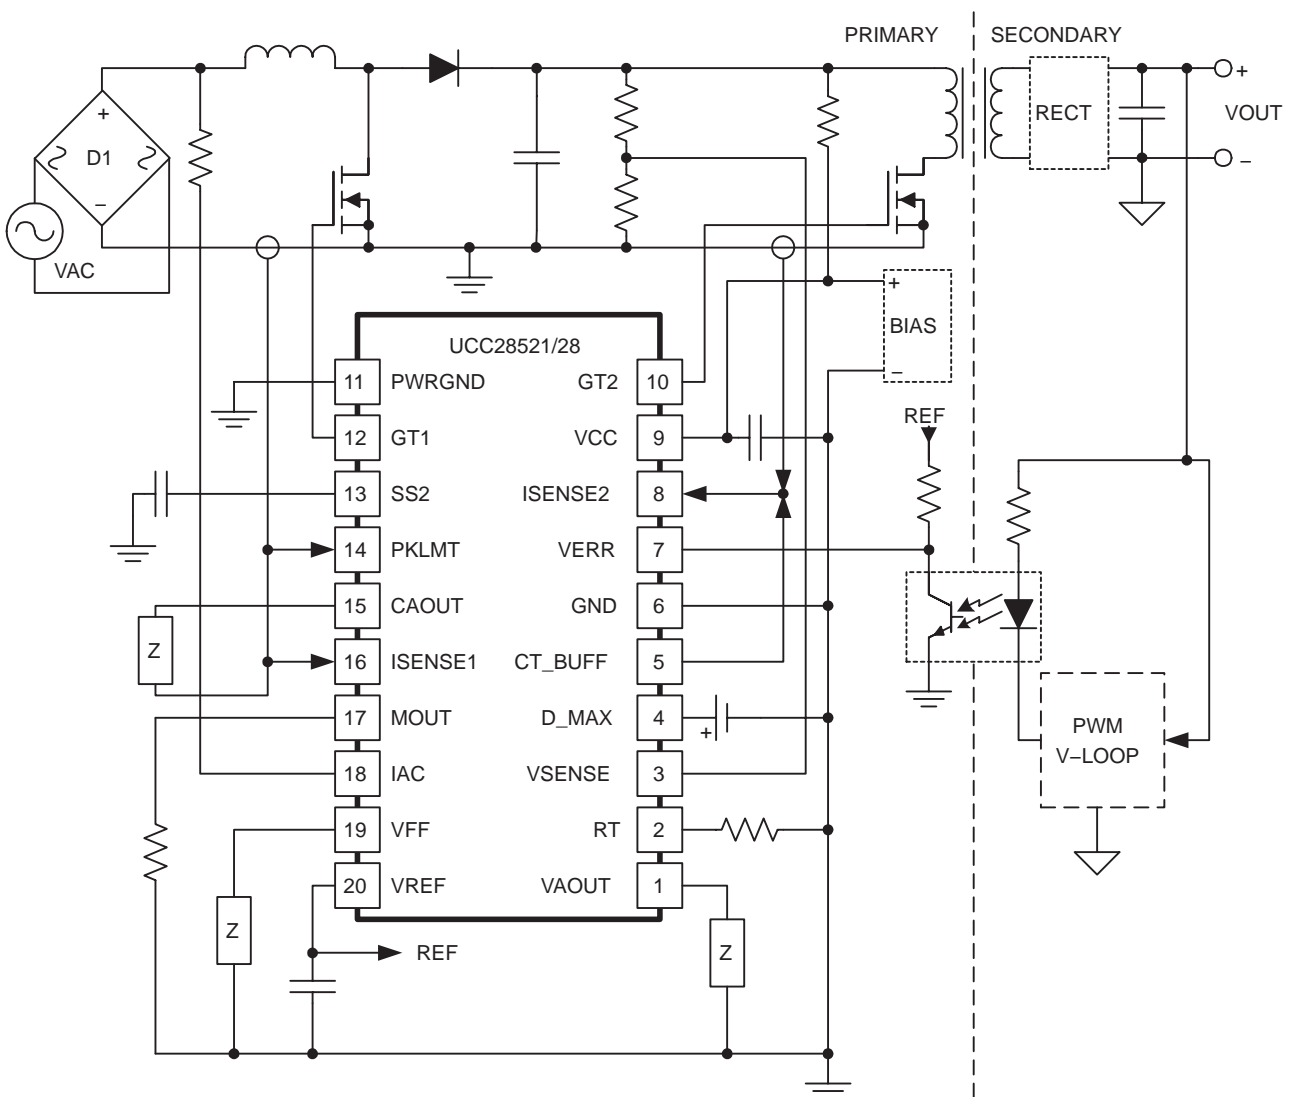 PRIMARY
SECONDARY
+
D1
−
VAC
RECT
+
VOUT
−
UCC28521/28
+
BIAS
−
11 PWRGND
GT2 10
12 GT1
VCC 9
REF
13 SS2
ISENSE2 8
14 PKLMT
VERR 7
15 CAOUT
GND 6
Z
16 ISENSE1
CT_BUFF 5
17 MOUT
D_MAX 4
+
PWM
V−LOOP
18 IAC
VSENSE 3
19 VFF
RT 2
20 VREF
VAOUT 1
Z
REF
Z